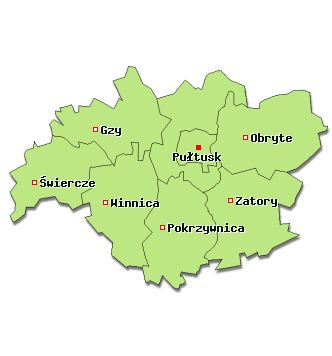 Gzy
Obryte
Pułtusk
Świercze
Winnica
Zatory
Pokrzywnica